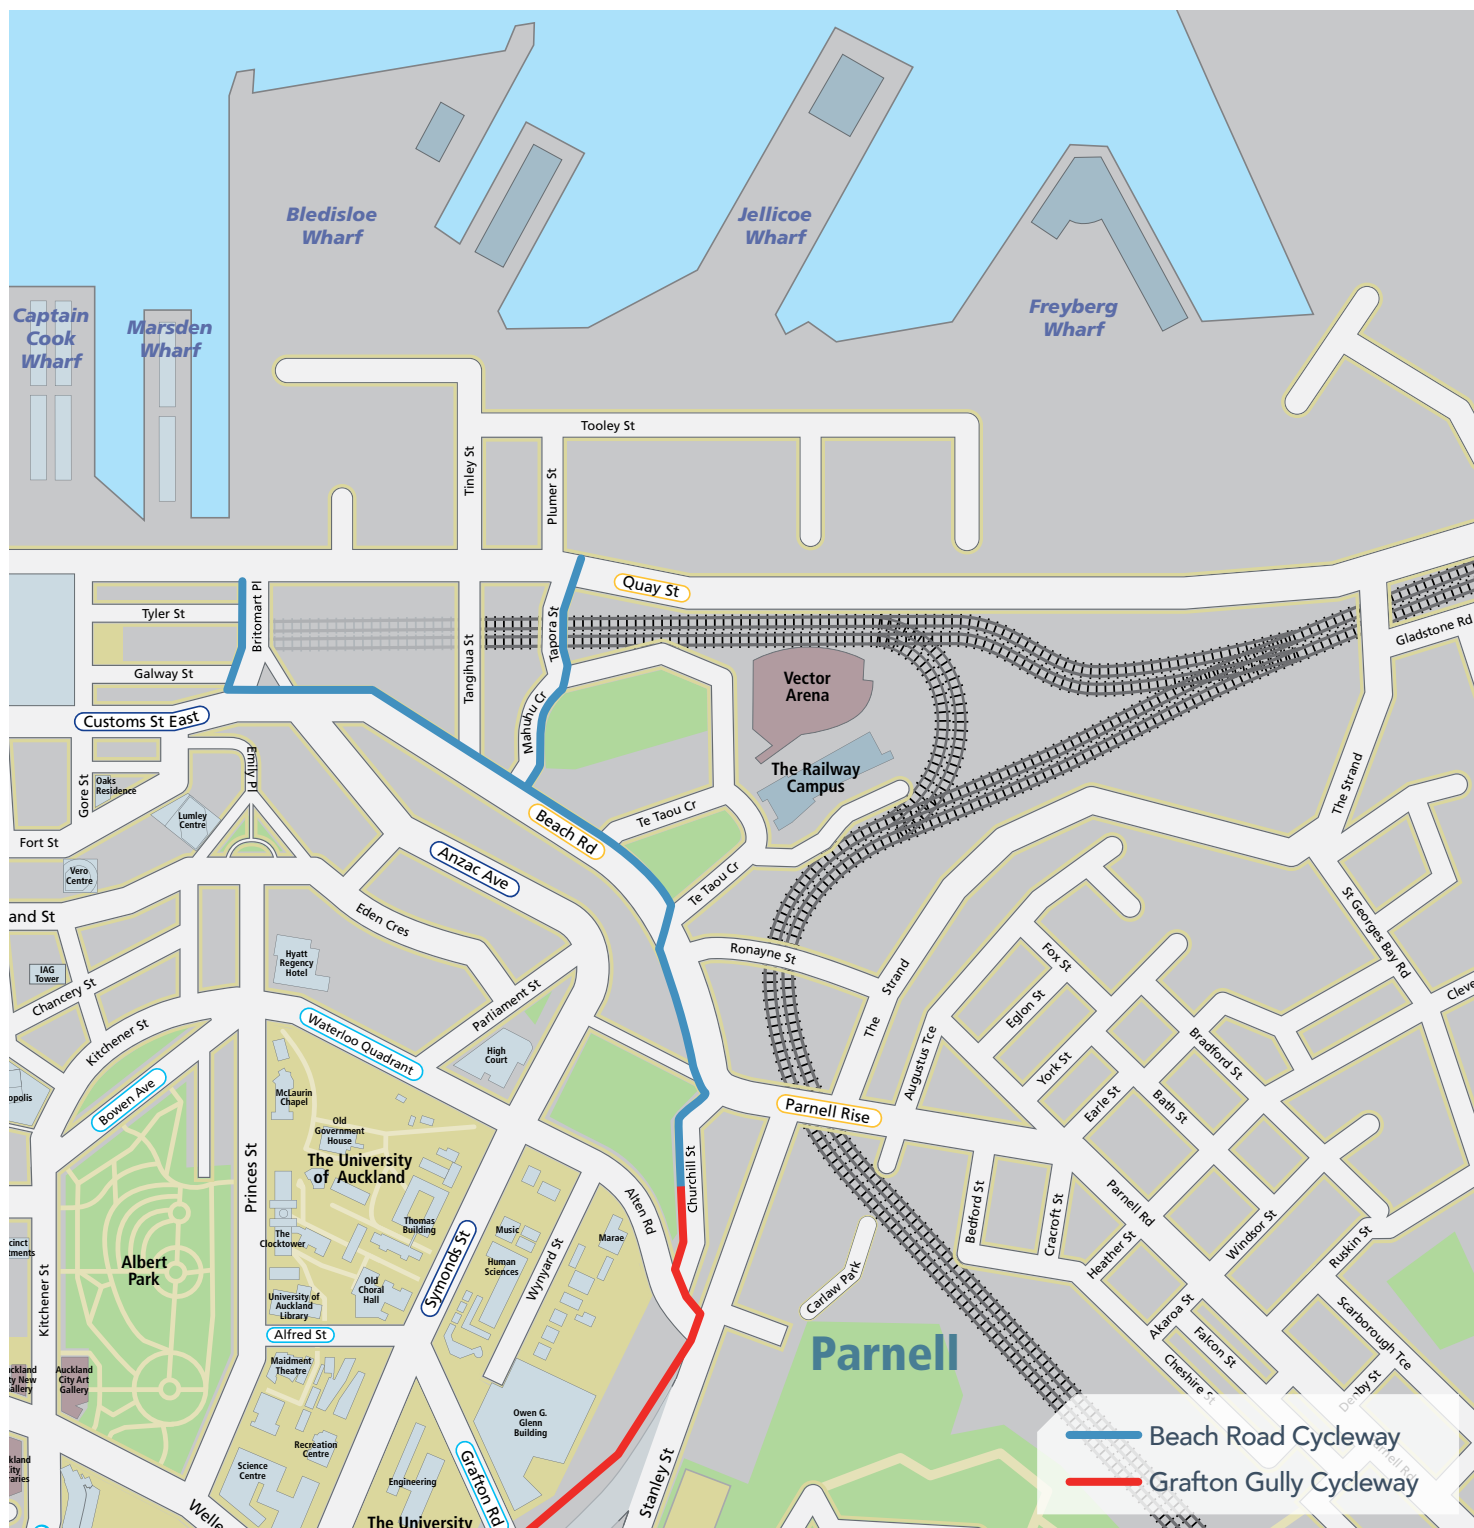 Bledisloe
Wharf
Jellicoe
Wharf
Freyberg
Wharf
Captain
Cook
Wharf
Marsden
Wharf
Tooley St
Tinley St
Plumer St
Quay St
Britomart Pl
Tyler St
Galway St
Tapora St
Tangihua St
Gladstone Rd
Vector
Arena
Customs St East
Mahuhu Cr
Emily Pl
Gore St
Oaks
Residence
The Railway
Campus
The Strand
Lumley
Centre
Fort St
Beach Rd
Te Taou Cr
Anzac Ave
Vero
Centre
Te Taou Cr
St Georges Bay Rd
and St
Eden Cres
Ronayne St
Hyatt
Regency
Hotel
IAG
Tower
Chancery St
Strand
The
Fox St
Eglon St
Parliament St
Kitchener St
Waterloo Quadrant
High
Court
Augustus Tce
York St
Bradford St
Earle St
Bath St
Bowen Ave
opolis
McLaurin
Chapel
Parnell Rise
Old
Government
House
The University
of Auckland
Princes St
Churchill St
Alten Rd
Thomas
Building
The
Clocktower
Music
Human
Sciences
Marae
Symonds St
Wynyard St
Bedford St
Cracroft St
Parnell Rd
Heather St
Windsor St
Ruskin St
Albert
Park
Old
Choral
Hall
University of
Auckland
Library
Kitchener St
Carlaw Park
Akaroa St
Falcon St
Scarborough Tce
Cheshire St
Denby St
Alfred St
Maidment
Theatre
Parnell
Auckland
City Art
Gallery
Owen G.
Glenn
Building
Recreation
Centre
Science
Centre
Engineering
Grafton Rd
Stanley St
Welle
The University
Beach Road Cycleway
Grafton Gully Cycleway